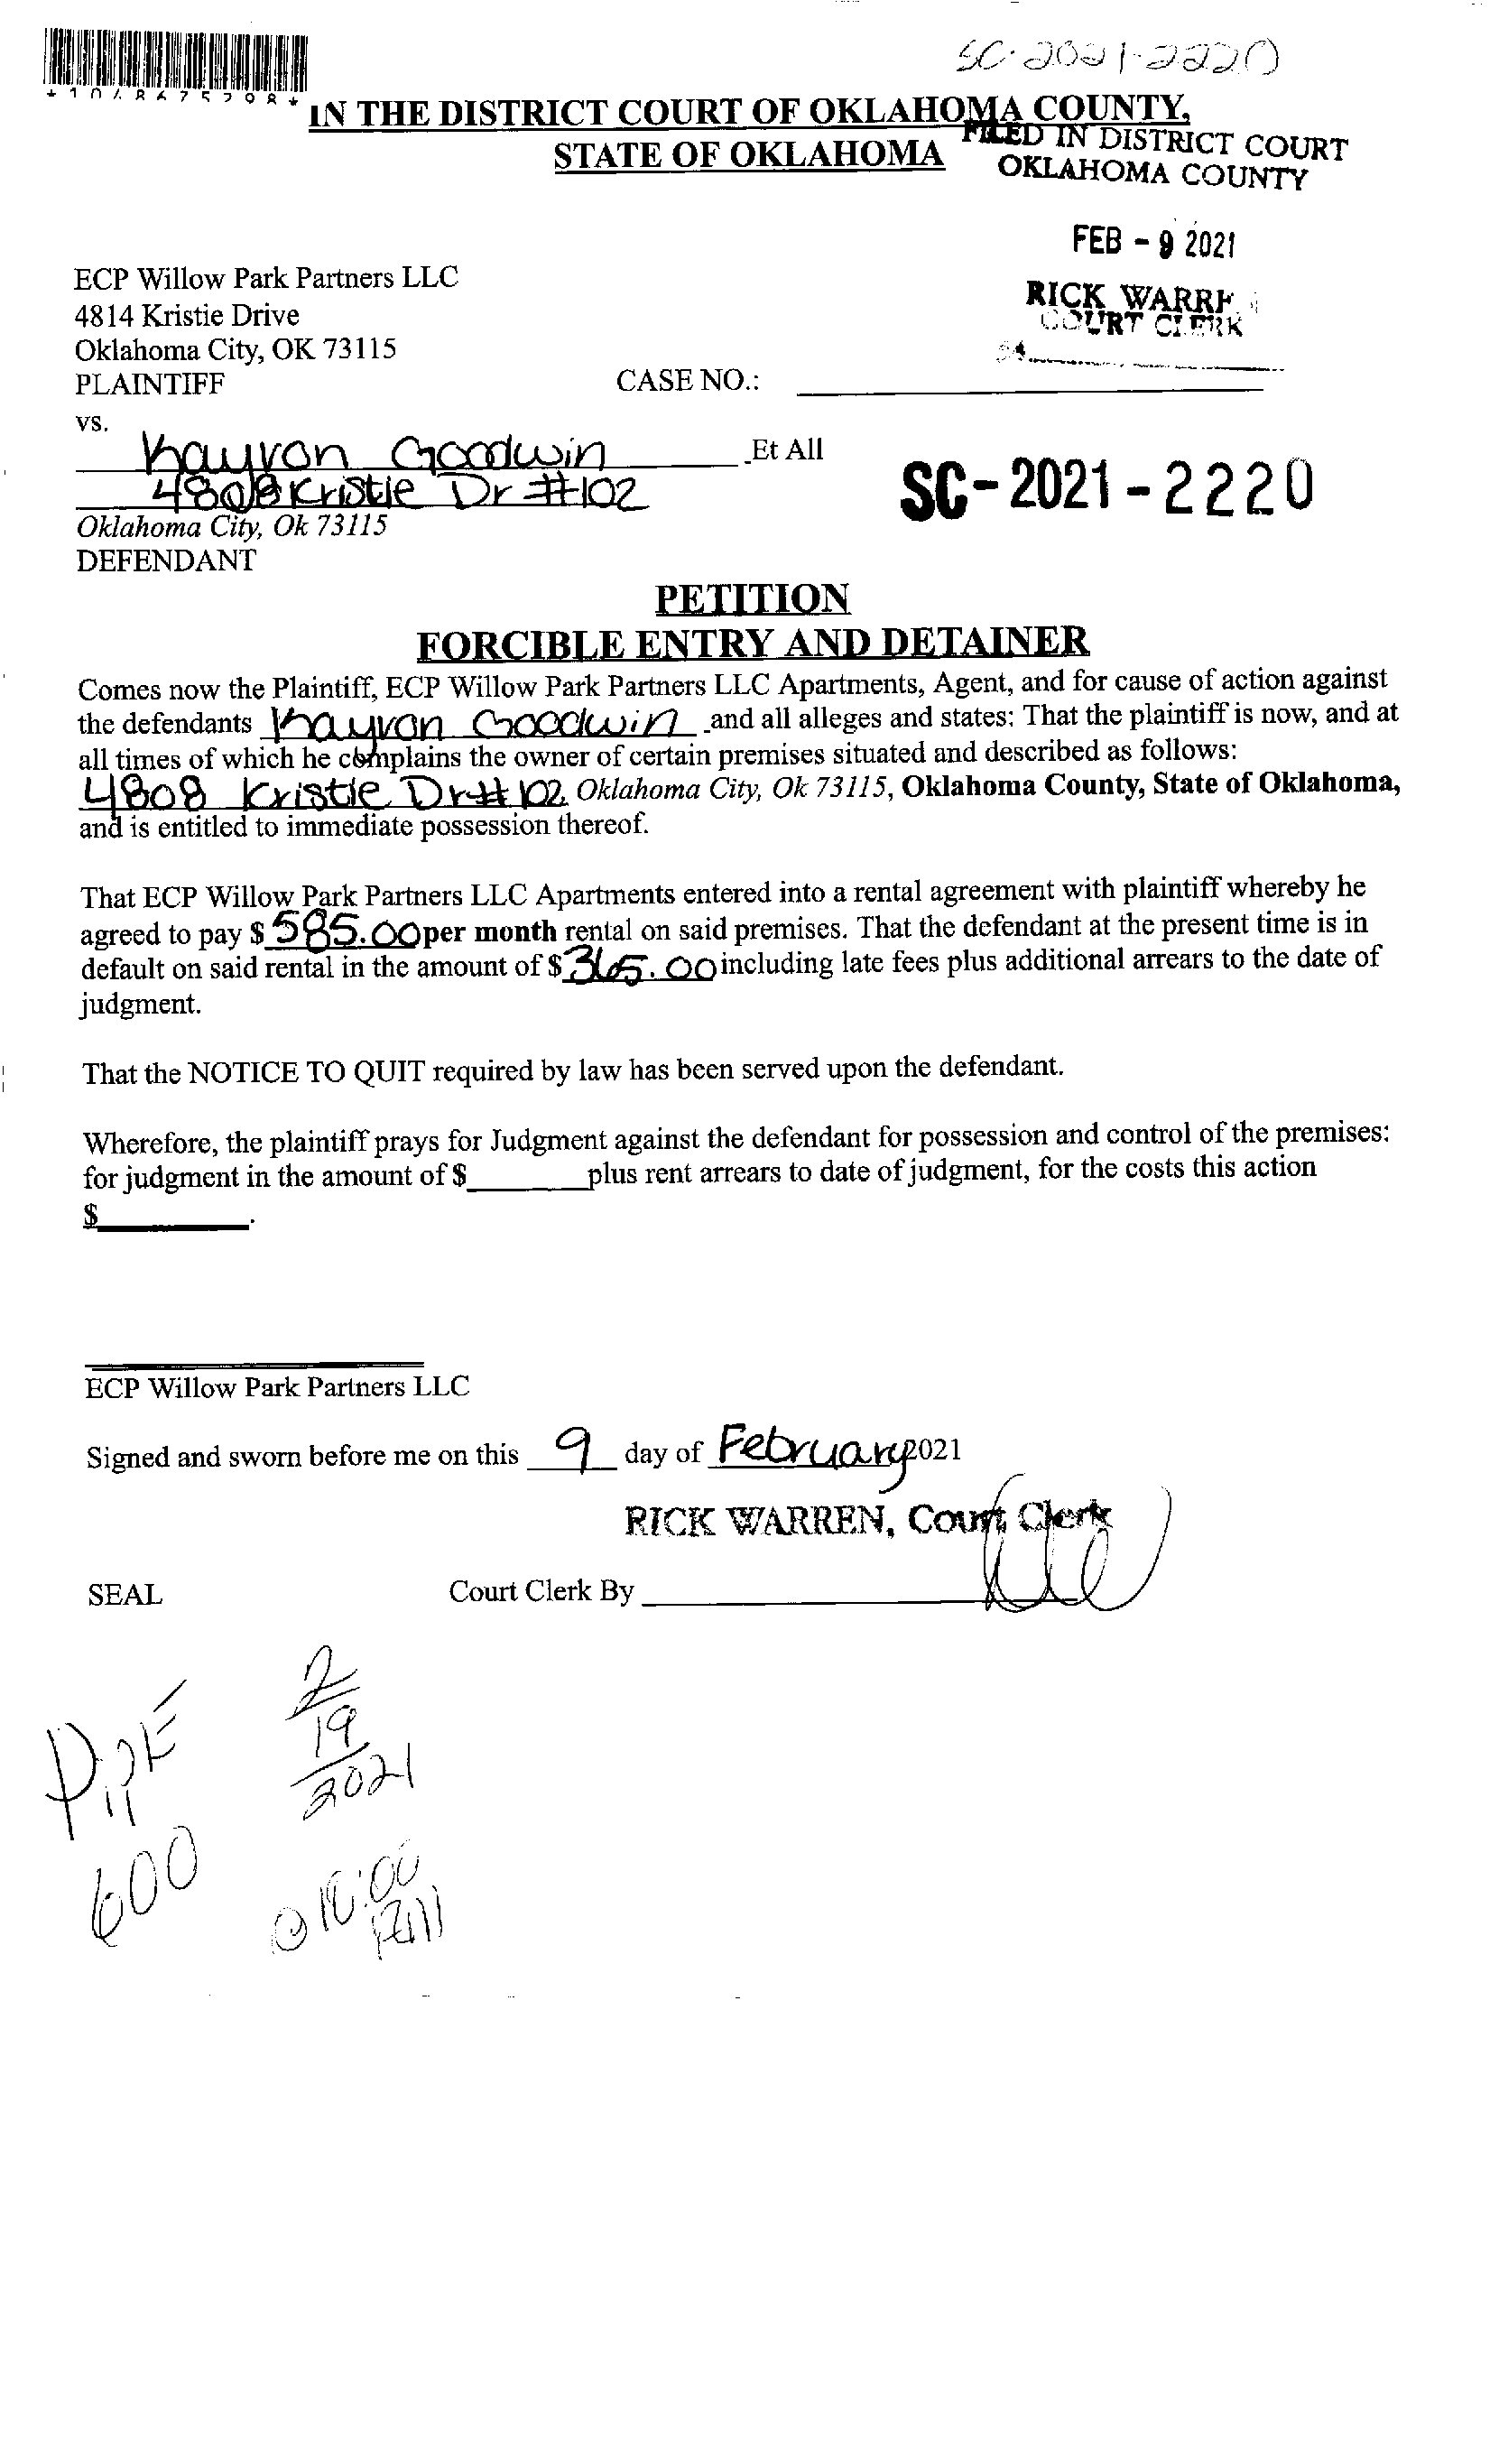 SC-2021-2220
IN THE DISTRICT COURT OF OKLAHOMA COUNTY,
STATE OF OKLAHOMA
FILED IN DISTRICT COURT
OKLAHOMA COUNTY
FEB - 9 2021
RICK WARRE
COURT CLERK
ECP Willow Park Partners LLC
4814 Kristie Drive
Oklahoma City, OK 73115
PLAINTIFF
CASE NO.:
vs.
Kayvon Goodwin Et All
4808 Kristie Dr #102
SC-2021-2220
Oklahoma City, Ok 73115
DEFENDANT
PETITION
FORCIBLE ENTRY AND DETAINER
Comes now the Plaintiff, ECP Willow Park Partners LLC Apartments, Agent, and for cause of action against
the defendants Kayvon Goodwin and all alleges and states: That the plaintiff is now, and at
all times of which he complains the owner of certain premises situated and described as follows:
4808 Kristie Dr # 102, Oklahoma City, Ok 73115, Oklahoma County, State of Oklahoma,
and is entitled to immediate possession thereof.
That ECP Willow Park Partners LLC Apartments entered into a rental agreement with plaintiff whereby he
agreed to pay $ 585.00 per month rental on said premises. That the defendant at the present time is in
default on said rental in the amount of $ 365.00 including late fees plus additional arrears to the date of
judgment.
That the NOTICE TO QUIT required by law has been served upon the defendant.
Wherefore, the plaintiff prays for Judgment against the defendant for possession and control of the premises:
for judgment in the amount of $ plus rent arrears to date of judgment, for the costs this action
$ .
ECP Willow Park Partners LLC
Signed and sworn before me on this 9 day of February 2021
RICK WARREN, Court Clerk
SEAL
Court Clerk By
2/19/2021
600